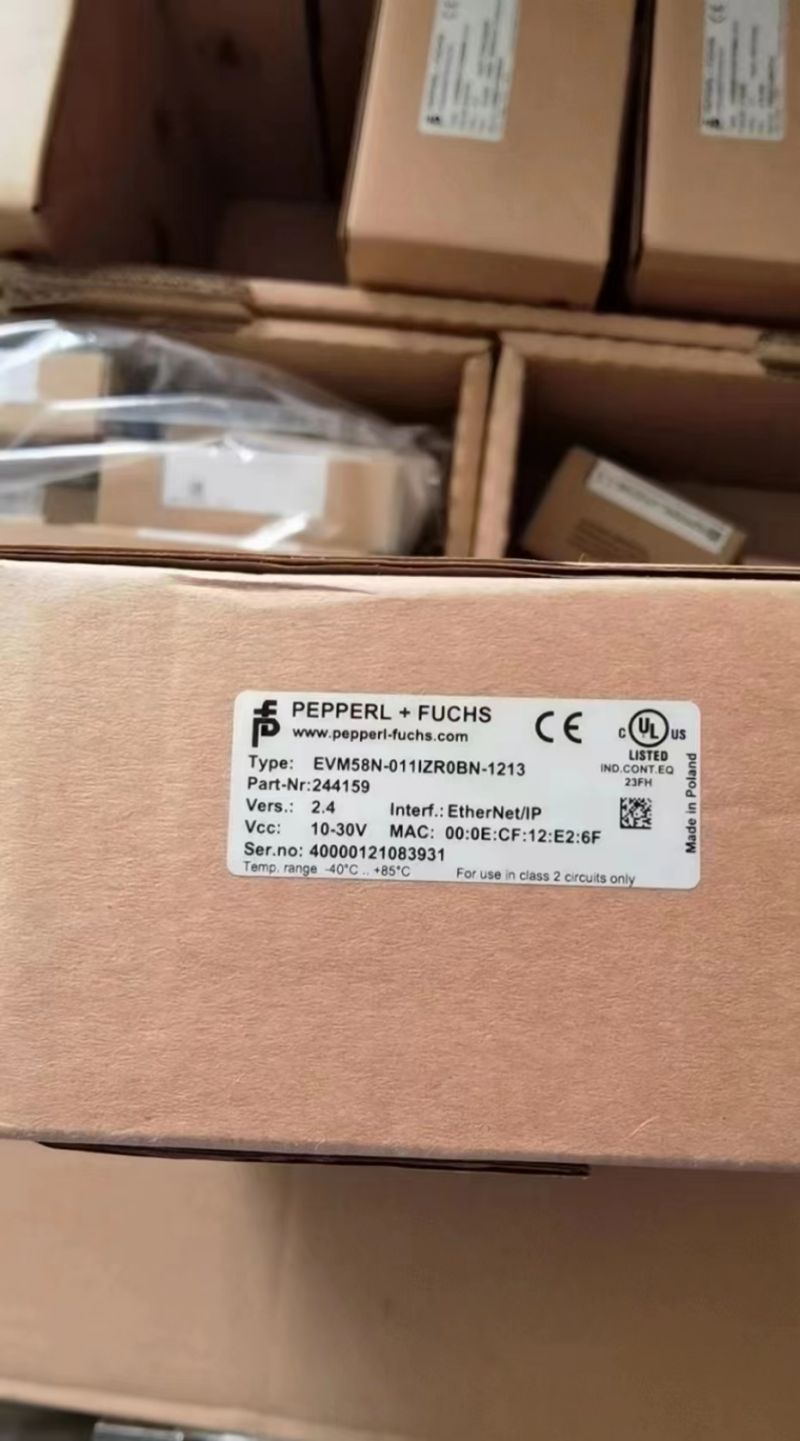 PEPPERL + FUCHS
www.pepperl-fuchs.com
CE
C UL US
LISTED
IND.CONT.EQ
23FH
Type: EVM58N-011IZR0BN-1213
Part-Nr:244159
Vers.: 2.4 Interf.: EtherNet/IP
Vcc: 10-30V MAC: 00:0E:CF:12:E2:6F
Ser.no: 40000121083931
Temp. range -40°C .. +85°C For use in class 2 circuits only
Made in Poland